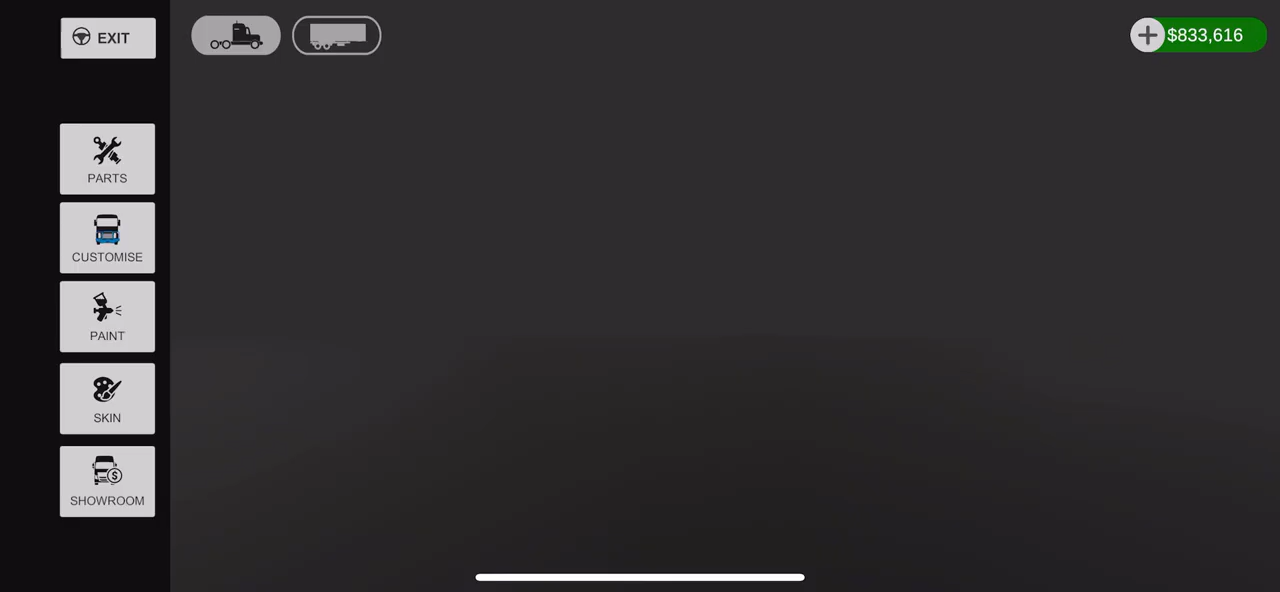 EXIT
$833,616
PARTS
CUSTOMISE
PAINT
SKIN
SHOWROOM